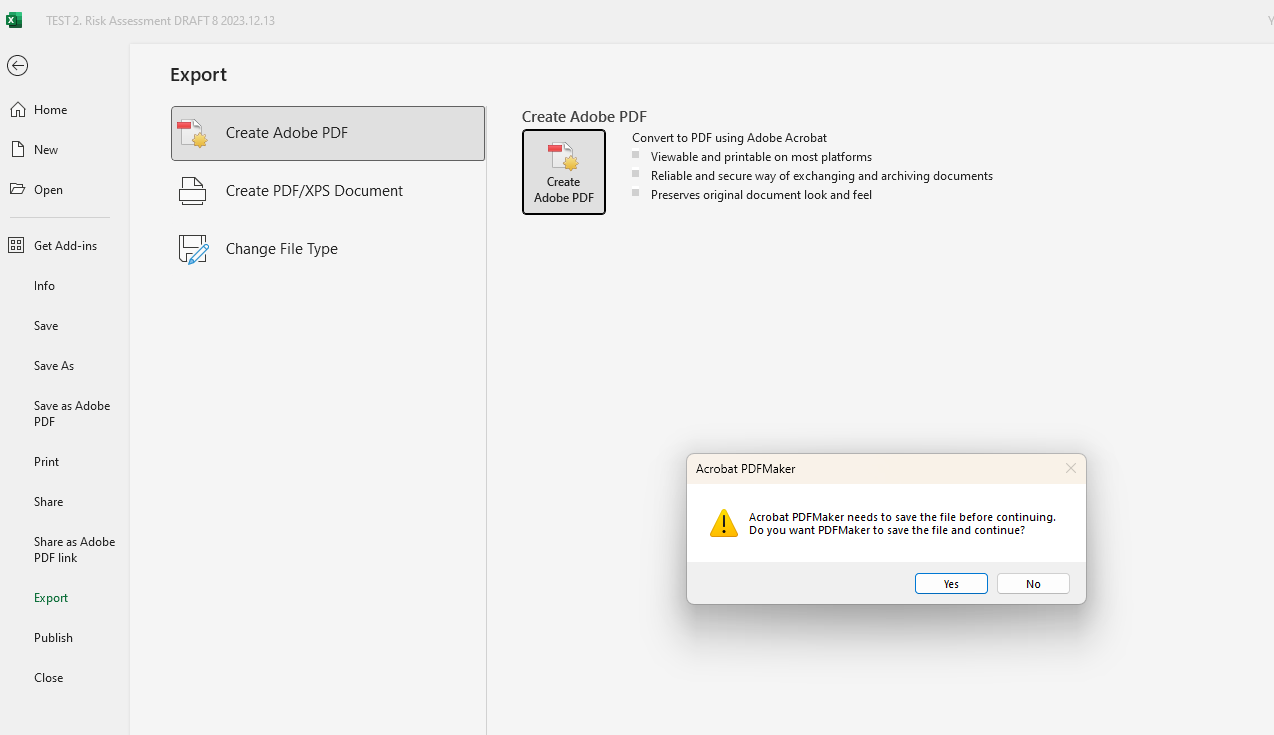 TEST 2. Risk Assessment DRAFT 8 2023.12.13
Y
Home
New
Open
Get Add-ins
Info
Save
Save As
Save as Adobe
PDF
Print
Share
Share as Adobe
PDF link
Export
Publish
Close
Export
Create Adobe PDF
Create PDF/XPS Document
Change File Type
Create Adobe PDF
Create
Adobe PDF
Convert to PDF using Adobe Acrobat
Viewable and printable on most platforms
Reliable and secure way of exchanging and archiving documents
Preserves original document look and feel
Acrobat PDFMaker
Acrobat PDFMaker needs to save the file before continuing.
Do you want PDFMaker to save the file and continue?
Yes
No